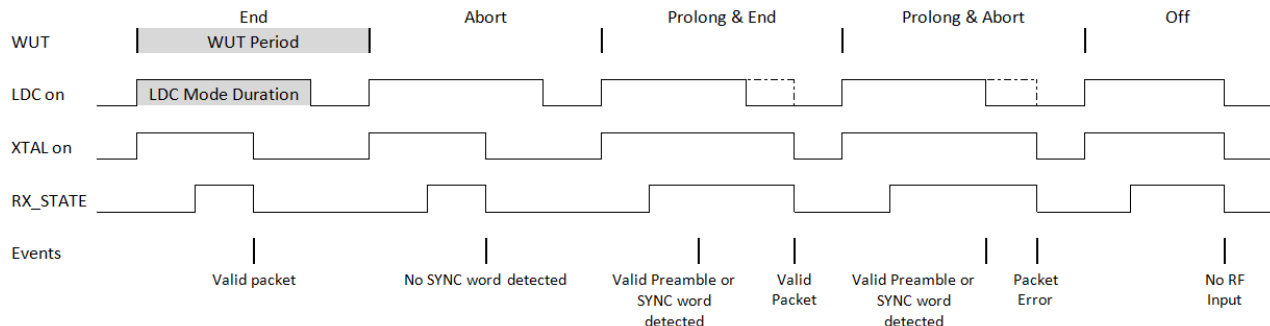 End Abort Prolong & End Prolong & Abort Off
WUT WUT Period
LDC on LDC Mode Duration
XTAL on
RX_STATE
Events
Valid packet
No SYNC word detected
Valid Preamble or
SYNC word
detected
Valid
Packet
Valid Preamble or
SYNC word
detected
Packet
Error
No RF
Input